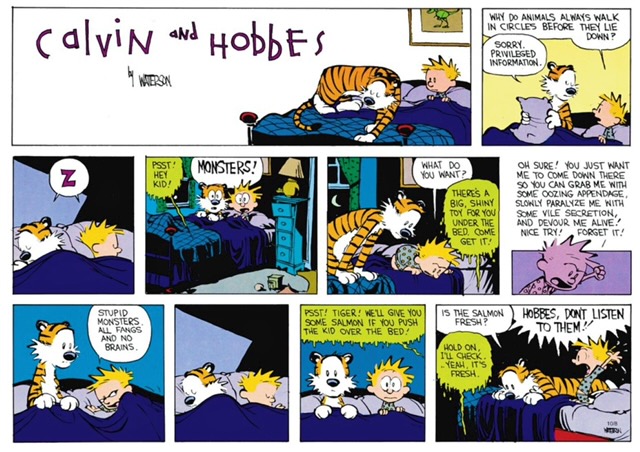 Calvin and Hobbes
by WATTERSON
WHY DO ANIMALS ALWAYS WALK
IN CIRCLES BEFORE THEY LIE
DOWN?
SORRY.
PRIVILEGED
INFORMATION.
Z
PSST!
HEY
KID!
MONSTERS!
WHAT DO
YOU WANT?
THERE'S
A BIG, SHINY
TOY FOR YOU
UNDER THE
BED. COME
GET IT!
OH SURE! YOU JUST WANT
ME TO COME DOWN THERE
SO YOU CAN GRAB ME WITH
SOME OOZING APPENDAGE,
SLOWLY PARALYZE ME WITH
SOME VILE SECRETION,
AND DEVOUR ME ALIVE!
NICE TRY! FORGET IT!
STUPID
MONSTERS.
ALL FANGS
AND NO
BRAINS.
PSST! TIGER! WE'LL GIVE YOU
SOME SALMON IF YOU PUSH
THE KID OVER THE BED!
IS THE SALMON
FRESH?
HOLD ON,
I'LL CHECK.
..YEAH, IT'S
FRESH.
HOBBES, DON'T LISTEN
TO THEM!!
108
WATTERSON